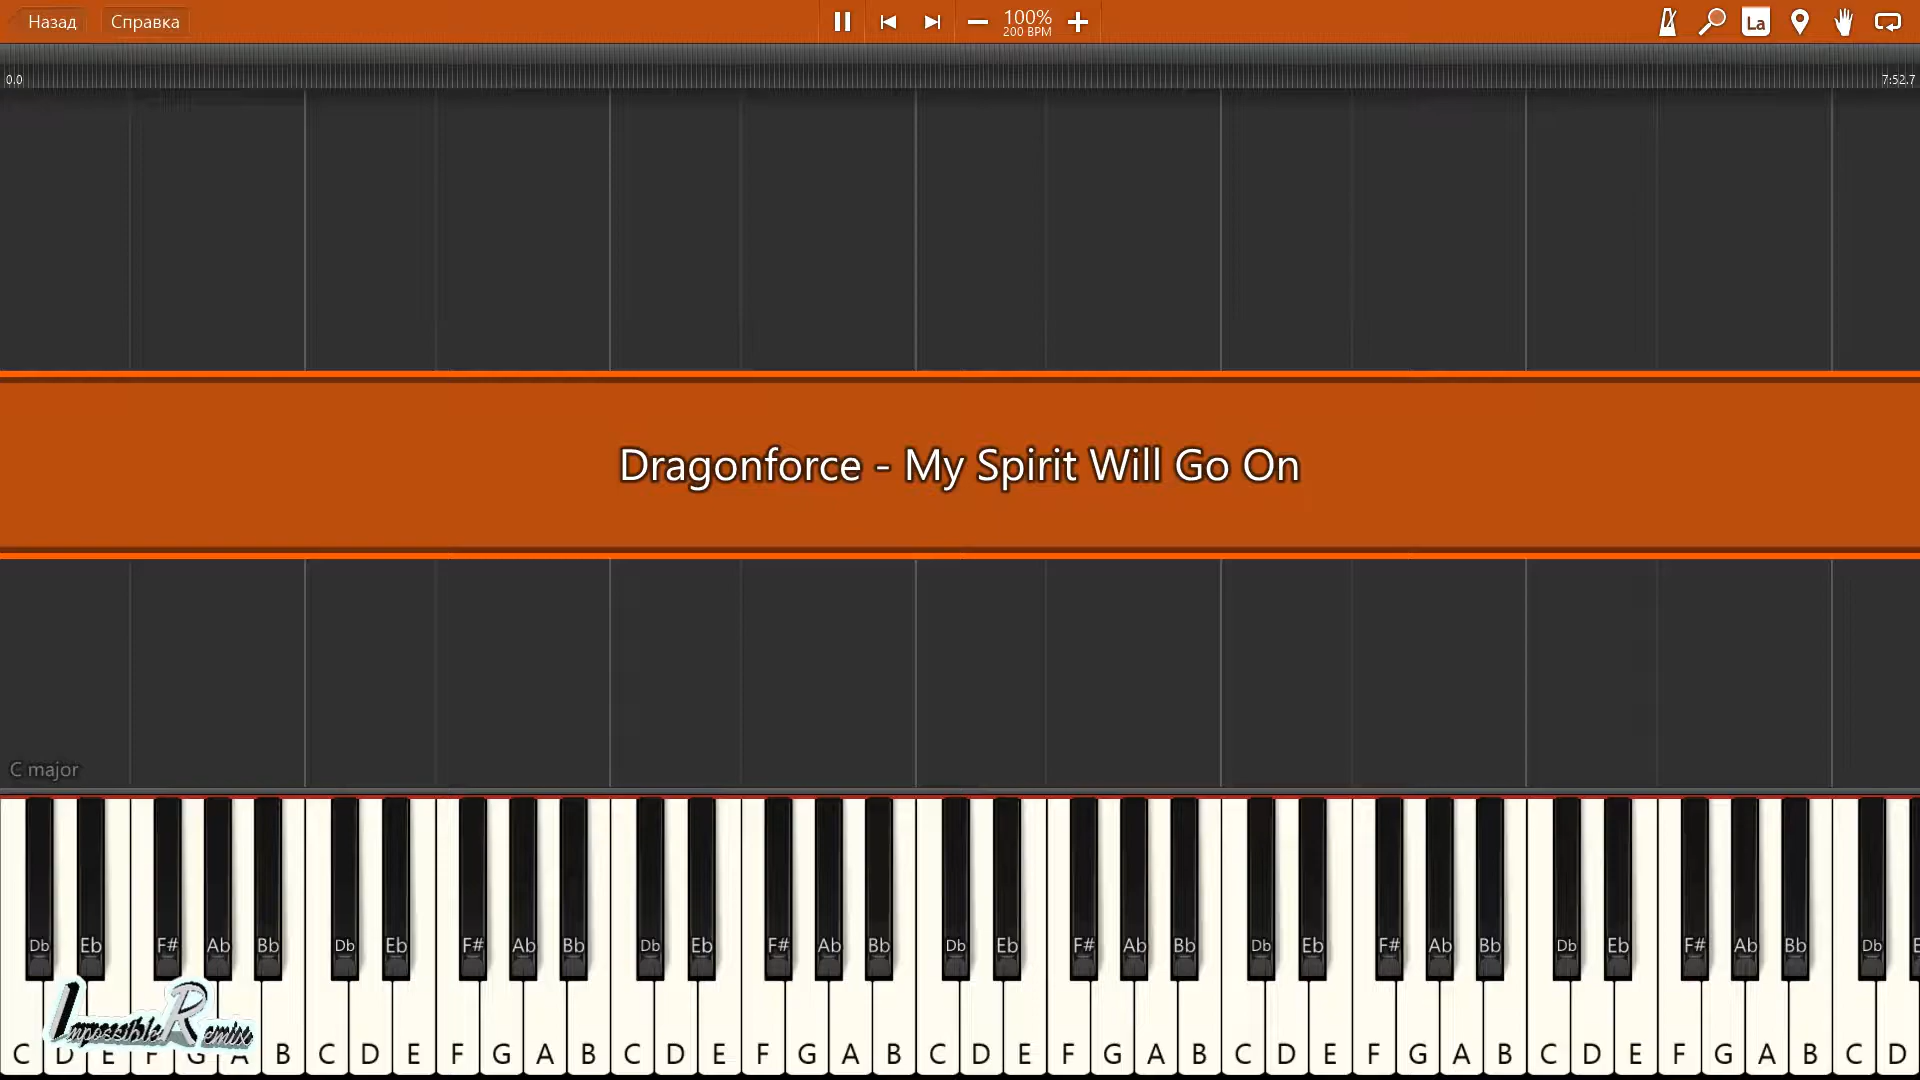 Назад Справка 100% La
200 BPM
0.0 7:52.7
Dragonforce - My Spirit Will Go On
C major
Db Eb F# Ab Bb Db Eb F# Ab Bb Db Eb F# Ab Bb Db Eb F# Ab Bb Db Eb F# Ab Bb Db Eb F# Ab Bb Db
Impossible Remix
C D E F G A B C D E F G A B C D E F G A B C D E F G A B C D E F G A B C D E F G A B C D